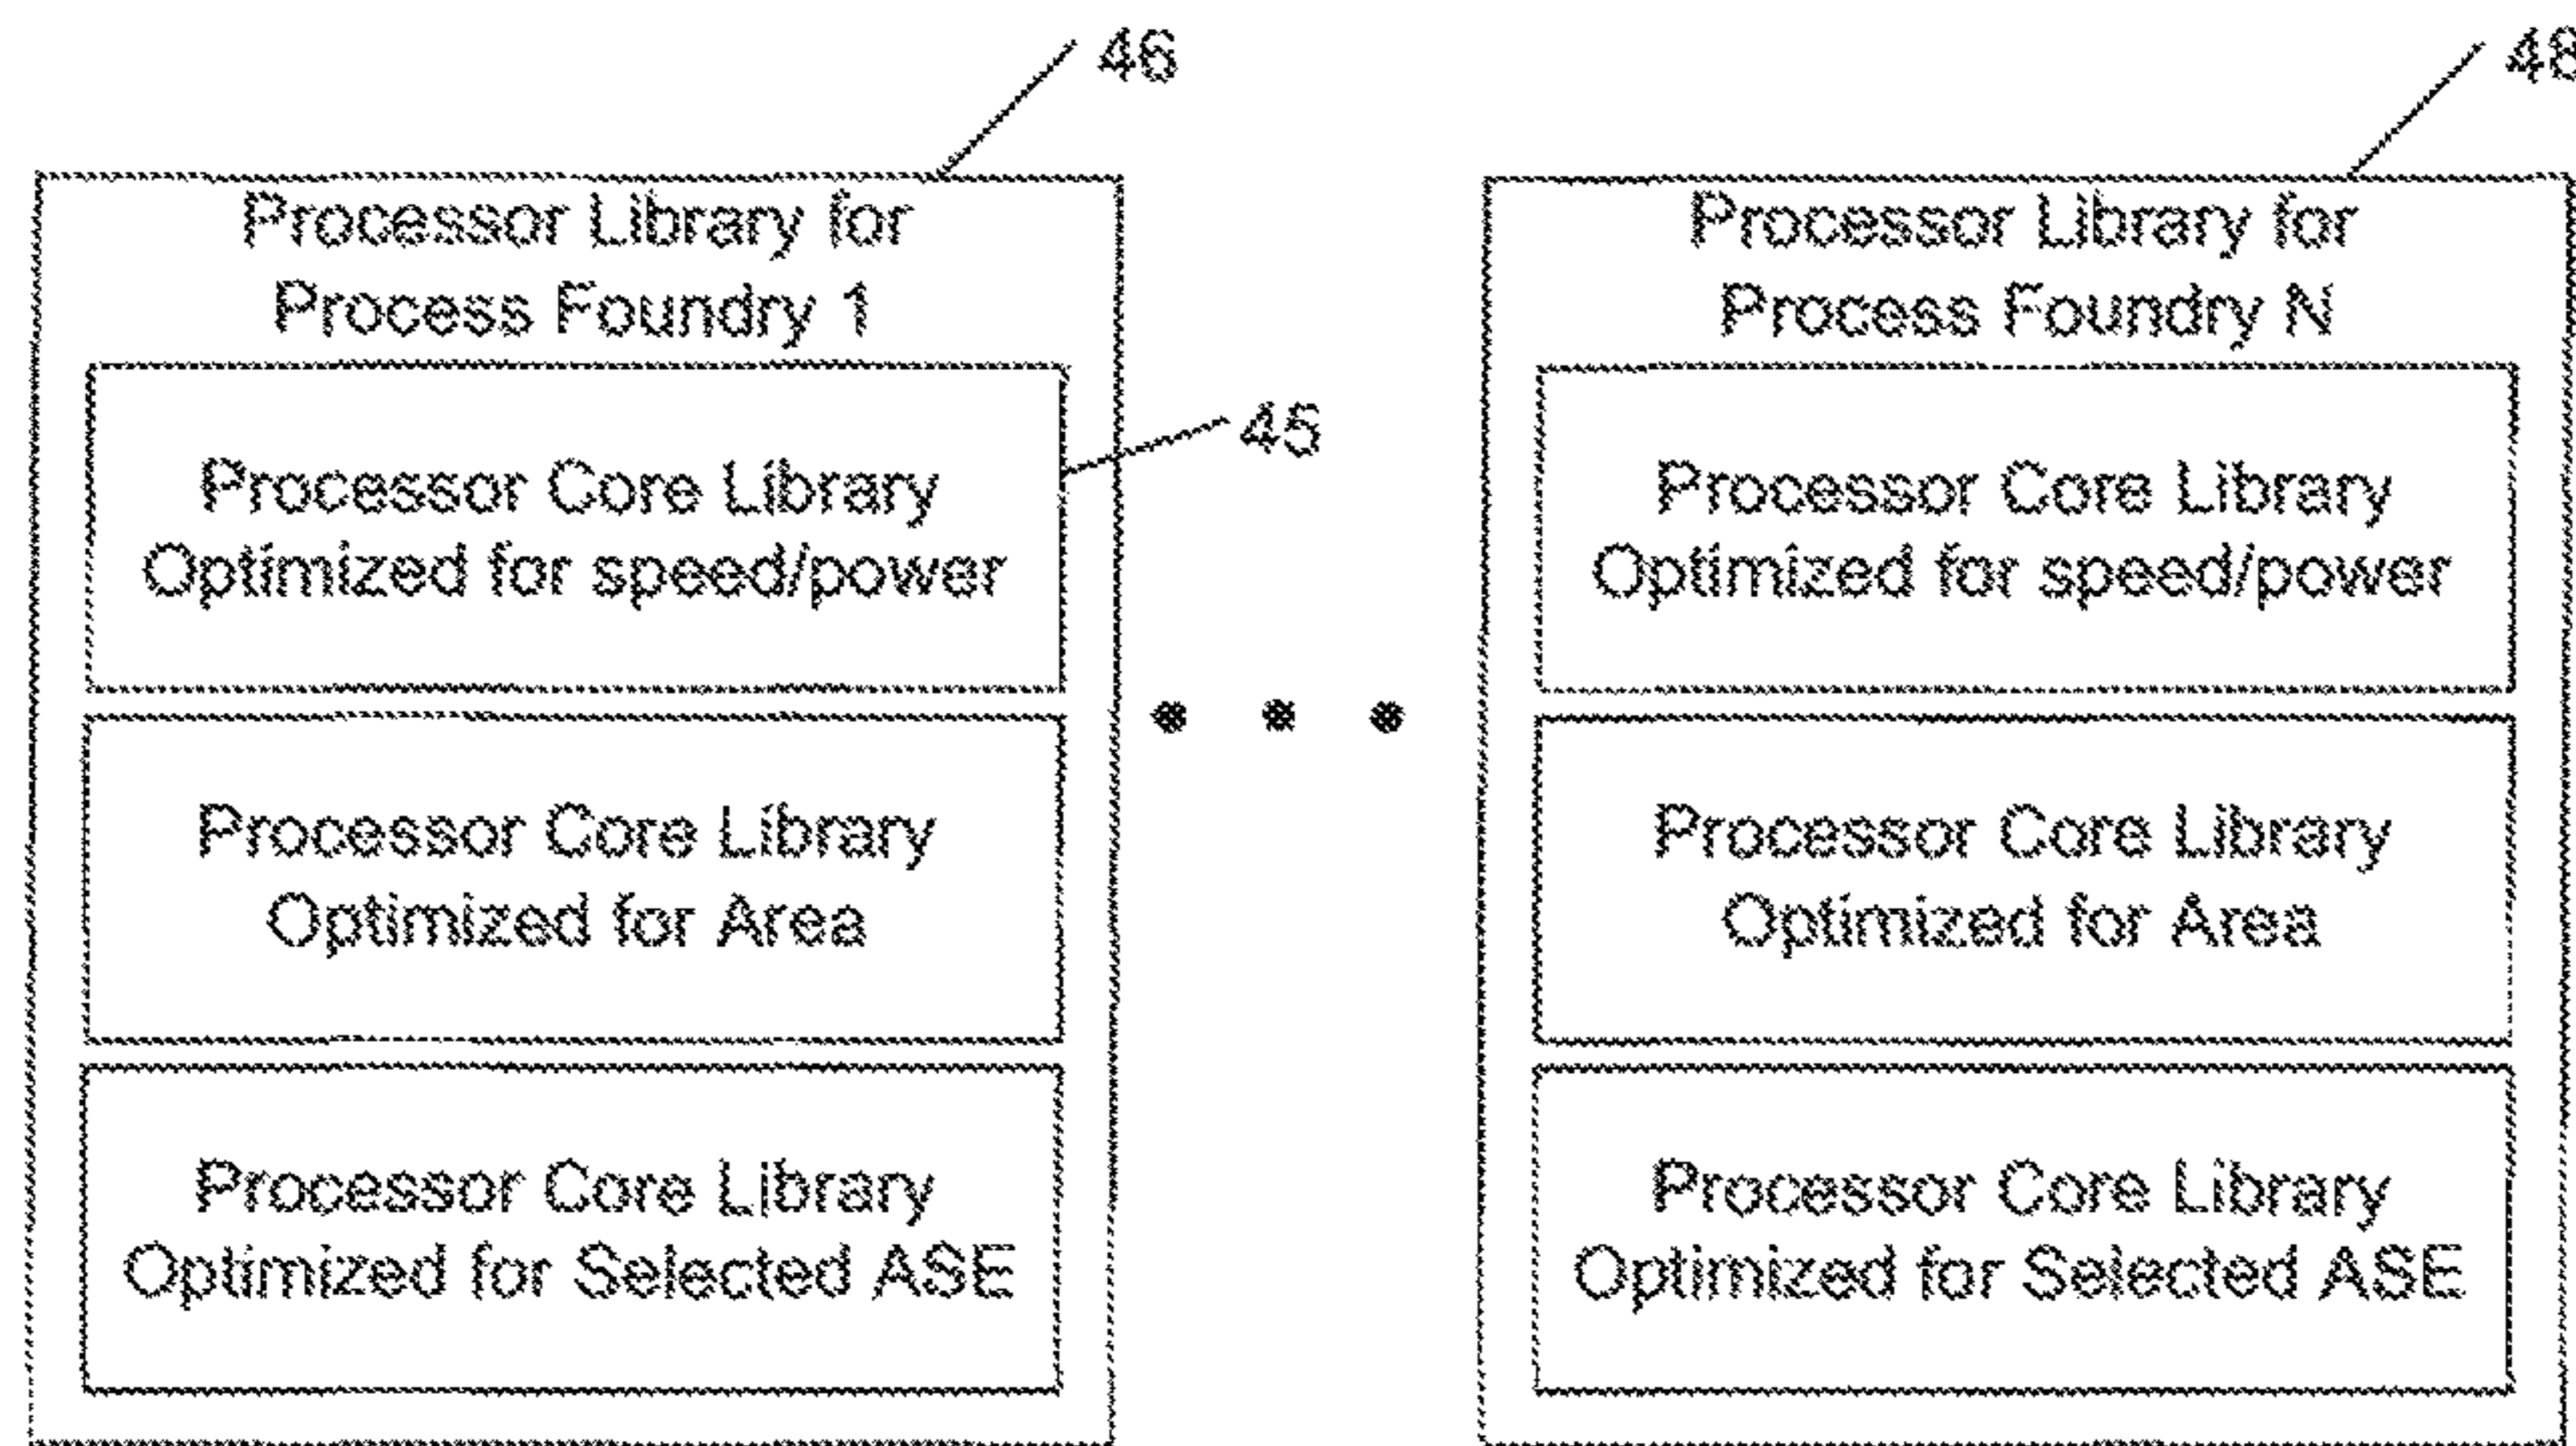 46
Processor Library for
Process Foundry 1
45
Processor Core Library
Optimized for speed/power
Processor Core Library
Optimized for Area
Processor Core Library
Optimized for Selected ASE
48
Processor Library for
Process Foundry N
Processor Core Library
Optimized for speed/power
Processor Core Library
Optimized for Area
Processor Core Library
Optimized for Selected ASE